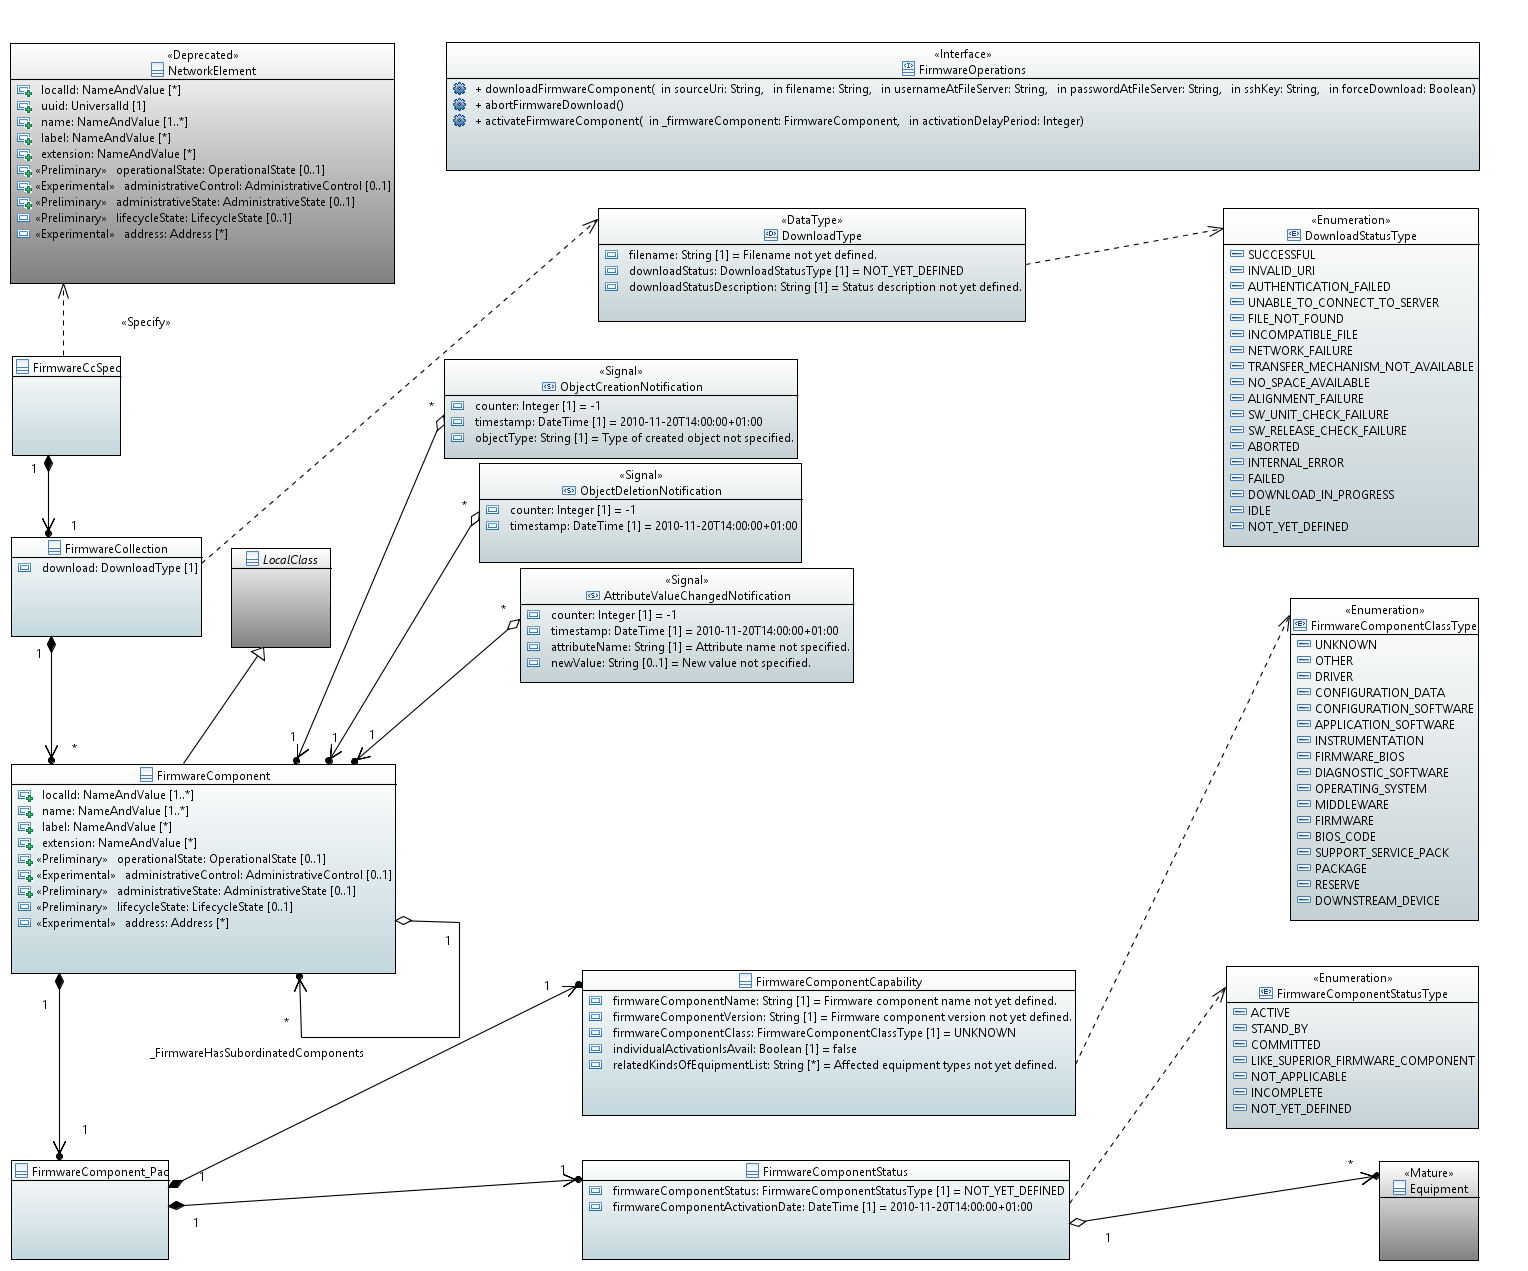 «Deprecated»
NetworkElement
localId: NameAndValue [*]
uuid: UniversalId [1]
name: NameAndValue [1..*]
label: NameAndValue [*]
extension: NameAndValue [*]
«Preliminary» operationalState: OperationalState [0..1]
«Experimental» administrativeControl: AdministrativeControl [0..1]
«Preliminary» administrativeState: AdministrativeState [0..1]
«Preliminary» lifecycleState: LifecycleState [0..1]
«Experimental» address: Address [*]
«Interface»
FirmwareOperations
+ downloadFirmwareComponent( in sourceUri: String, in filename: String, in usernameAtFileServer: String, in passwordAtFileServer: String, in sshKey: String, in forceDownload: Boolean)
+ abortFirmwareDownload()
+ activateFirmwareComponent( in _firmwareComponent: FirmwareComponent, in activationDelayPeriod: Integer)
«DataType»
DownloadType
filename: String [1] = Filename not yet defined.
downloadStatus: DownloadStatusType [1] = NOT_YET_DEFINED
downloadStatusDescription: String [1] = Status description not yet defined.
«Enumeration»
DownloadStatusType
SUCCESSFUL
INVALID_URI
AUTHENTICATION_FAILED
UNABLE_TO_CONNECT_TO_SERVER
FILE_NOT_FOUND
INCOMPATIBLE_FILE
NETWORK_FAILURE
TRANSFER_MECHANISM_NOT_AVAILABLE
NO_SPACE_AVAILABLE
ALIGNMENT_FAILURE
SW_UNIT_CHECK_FAILURE
SW_RELEASE_CHECK_FAILURE
ABORTED
INTERNAL_ERROR
FAILED
DOWNLOAD_IN_PROGRESS
IDLE
NOT_YET_DEFINED
«Specify»
FirmwareCcSpec
1
1
«Signal»
ObjectCreationNotification
counter: Integer [1] = -1
timestamp: DateTime [1] = 2010-11-20T14:00:00+01:00
objectType: String [1] = Type of created object not specified.
*
«Signal»
ObjectDeletionNotification
counter: Integer [1] = -1
timestamp: DateTime [1] = 2010-11-20T14:00:00+01:00
*
FirmwareCollection
download: DownloadType [1]
1
*
LocalClass
«Signal»
AttributeValueChangedNotification
counter: Integer [1] = -1
timestamp: DateTime [1] = 2010-11-20T14:00:00+01:00
attributeName: String [1] = Attribute name not specified.
newValue: String [0..1] = New value not specified.
*
1
1
1
«Enumeration»
FirmwareComponentClassType
UNKNOWN
OTHER
DRIVER
CONFIGURATION_DATA
CONFIGURATION_SOFTWARE
APPLICATION_SOFTWARE
INSTRUMENTATION
FIRMWARE_BIOS
DIAGNOSTIC_SOFTWARE
OPERATING_SYSTEM
MIDDLEWARE
FIRMWARE
BIOS_CODE
SUPPORT_SERVICE_PACK
PACKAGE
RESERVE
DOWNSTREAM_DEVICE
FirmwareComponent
localId: NameAndValue [1..*]
name: NameAndValue [1..*]
label: NameAndValue [*]
extension: NameAndValue [*]
«Preliminary» operationalState: OperationalState [0..1]
«Experimental» administrativeControl: AdministrativeControl [0..1]
«Preliminary» administrativeState: AdministrativeState [0..1]
«Preliminary» lifecycleState: LifecycleState [0..1]
«Experimental» address: Address [*]
1
*
_FirmwareHasSubordinatedComponents
1
1
FirmwareComponentCapability
firmwareComponentName: String [1] = Firmware component name not yet defined.
firmwareComponentVersion: String [1] = Firmware component version not yet defined.
firmwareComponentClass: FirmwareComponentClassType [1] = UNKNOWN
individualActivationIsAvail: Boolean [1] = false
relatedKindsOfEquipmentList: String [*] = Affected equipment types not yet defined.
1
«Enumeration»
FirmwareComponentStatusType
ACTIVE
STAND_BY
COMMITTED
LIKE_SUPERIOR_FIRMWARE_COMPONENT
NOT_APPLICABLE
INCOMPLETE
NOT_YET_DEFINED
FirmwareComponent_Pac
1
1
1
FirmwareComponentStatus
firmwareComponentStatus: FirmwareComponentStatusType [1] = NOT_YET_DEFINED
firmwareComponentActivationDate: DateTime [1] = 2010-11-20T14:00:00+01:00
1
*
«Mature»
Equipment